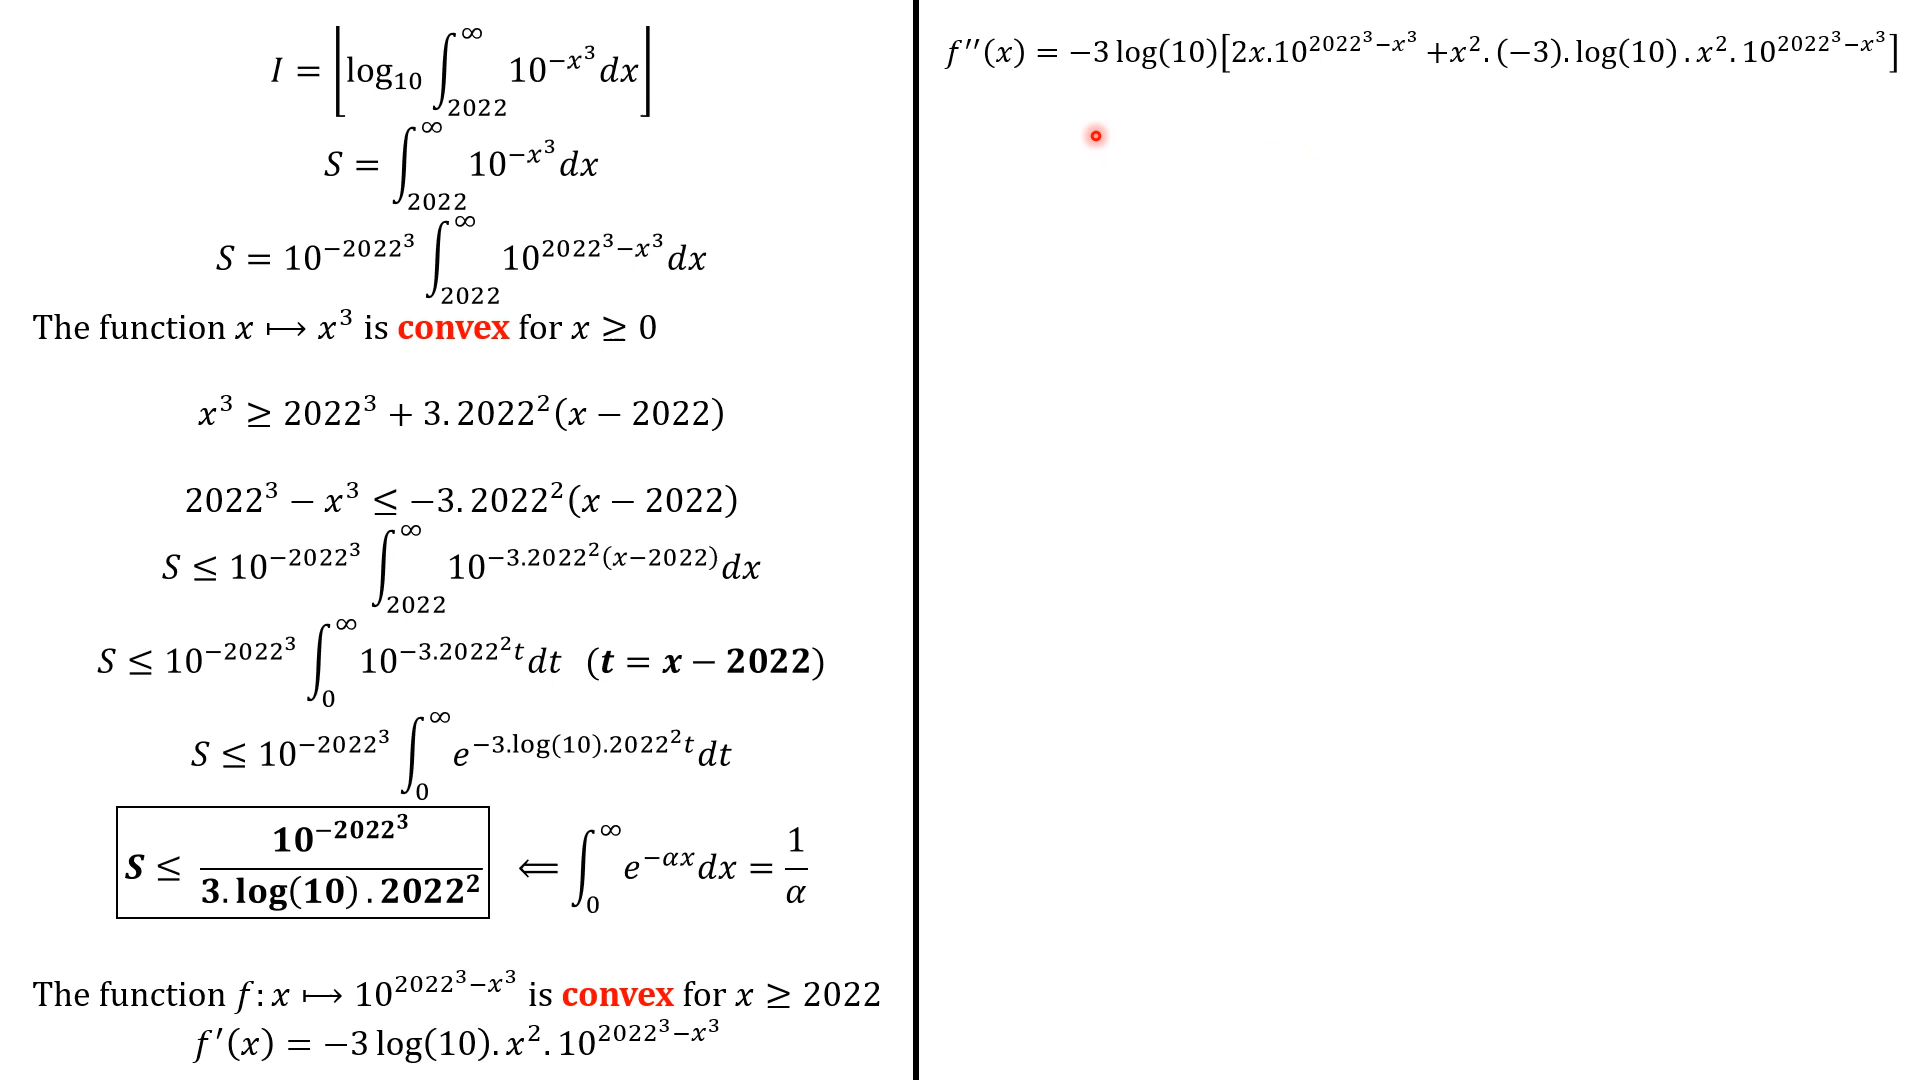 I = ⌊log₁₀ ∫₂₀₂₂^∞ 10^(−x³) dx⌋
S = ∫₂₀₂₂^∞ 10^(−x³) dx
S = 10^(−2022³) ∫₂₀₂₂^∞ 10^(2022³−x³) dx
The function x ⟼ x³ is convex for x ≥ 0
x³ ≥ 2022³ + 3. 2022²(x − 2022)
2022³ − x³ ≤ −3. 2022²(x − 2022)
S ≤ 10^(−2022³) ∫₂₀₂₂^∞ 10^(−3.2022²(x−2022)) dx
S ≤ 10^(−2022³) ∫₀^∞ 10^(−3.2022²t) dt (t = x − 2022)
S ≤ 10^(−2022³) ∫₀^∞ e^(−3.log(10).2022²t) dt
S ≤ 10^(−2022³) / (3. log(10) . 2022²) ⟸ ∫₀^∞ e^(−αx) dx = 1/α
The function f: x ⟼ 10^(2022³−x³) is convex for x ≥ 2022
f′(x) = −3 log(10). x². 10^(2022³−x³)
f′′(x) = −3 log(10)[2x.10^(2022³−x³) +x². (−3). log(10) . x². 10^(2022³−x³)]